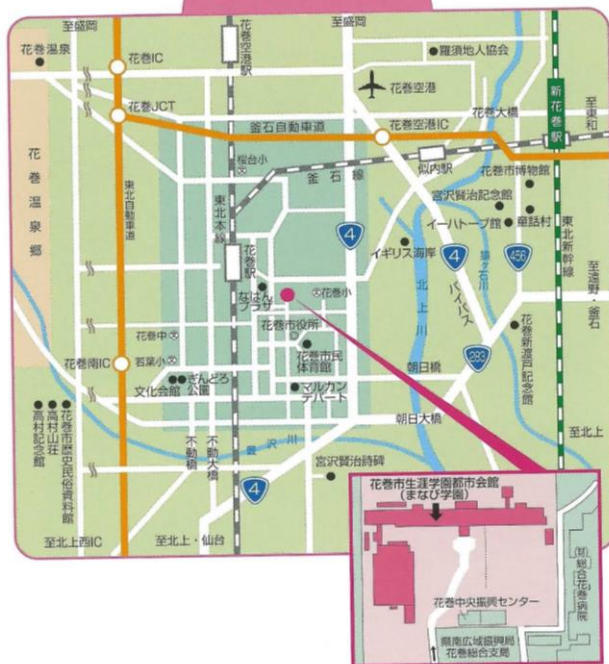 至盛岡
至盛岡
花巻温泉
花巻IC
花巻空港駅
羅須地人協会
花巻空港
花巻JCT
釜石自動車道
花巻大橋
新花巻駅
至東和
花巻空港IC
桜台小
釜石線
似内駅
花巻市博物館
宮沢賢治記念館
イーハトーブ館
童話村
花巻温泉郷
東北自動車道
東北本線
4
4
456
バイパス
猿ヶ石川
東北新幹線
至遠野・釜石
イギリス海岸
北上川
花巻駅
なはん
プラザ
花巻小
花巻市役所
花巻中
若葉小
花巻市民
体育館
283
花巻新渡戸記念館
花巻南IC
文化会館
ぎんどろ
公園
マルカン
デパート
朝日橋
朝日大橋
高村記念館
高村山荘
花巻市歴史民俗資料館
不動橋
不動大橋
豊沢川
4
宮沢賢治詩碑
至北上
至北上西IC
至北上・仙台
花巻市生涯学園都市会館
(まなび学園)
(財)総合花巻病院
花巻中央振興センター
県南広域振興局
花巻総合支局